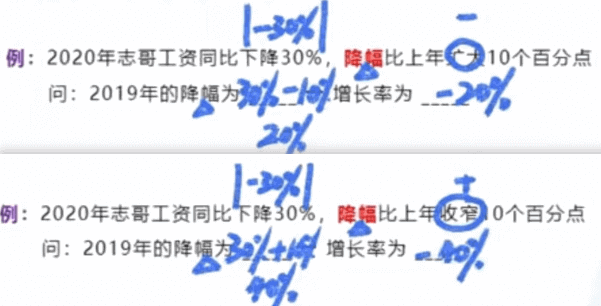 |-30%| -
例：2020年志哥工资同比下降30%，降幅比上年扩大10个百分点
问：2019年的降幅为 30%-10% 增长率为 -20%
20%
|-30%| +
例：2020年志哥工资同比下降30%，降幅比上年收窄10个百分点
问：2019年的降幅为 30%+10% 增长率为 -40%
40%